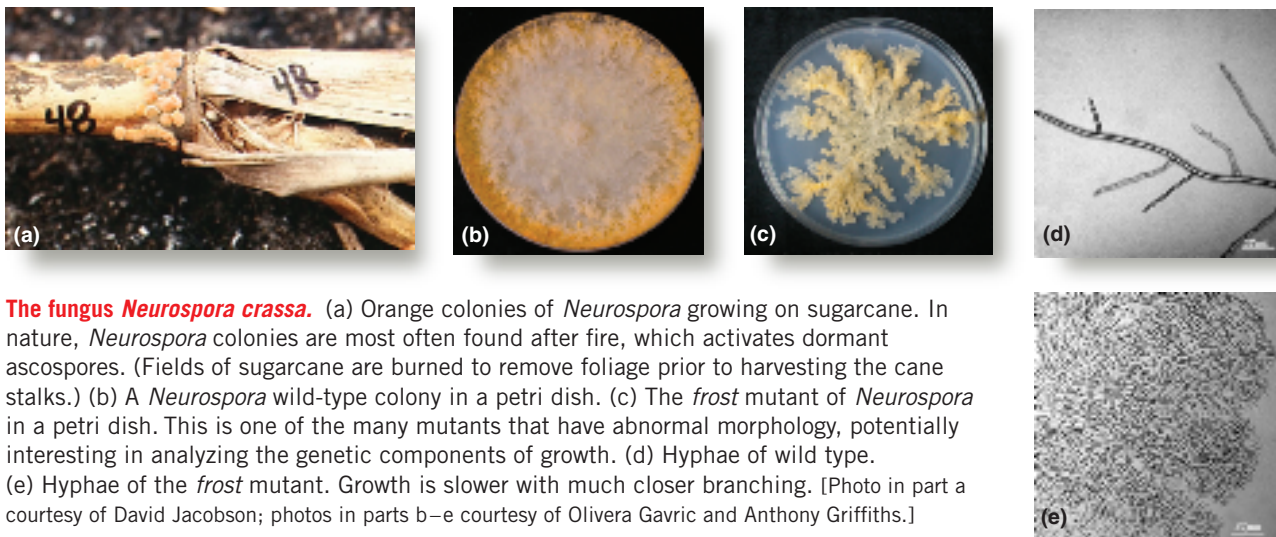 48
48
(a)
(b)
(c)
(d)
The fungus Neurospora crassa. (a) Orange colonies of Neurospora growing on sugarcane. In
nature, Neurospora colonies are most often found after fire, which activates dormant
ascospores. (Fields of sugarcane are burned to remove foliage prior to harvesting the cane
stalks.) (b) A Neurospora wild-type colony in a petri dish. (c) The frost mutant of Neurospora
in a petri dish. This is one of the many mutants that have abnormal morphology, potentially
interesting in analyzing the genetic components of growth. (d) Hyphae of wild type.
(e) Hyphae of the frost mutant. Growth is slower with much closer branching. [Photo in part a
courtesy of David Jacobson; photos in parts b–e courtesy of Olivera Gavric and Anthony Griffiths.]
(e)